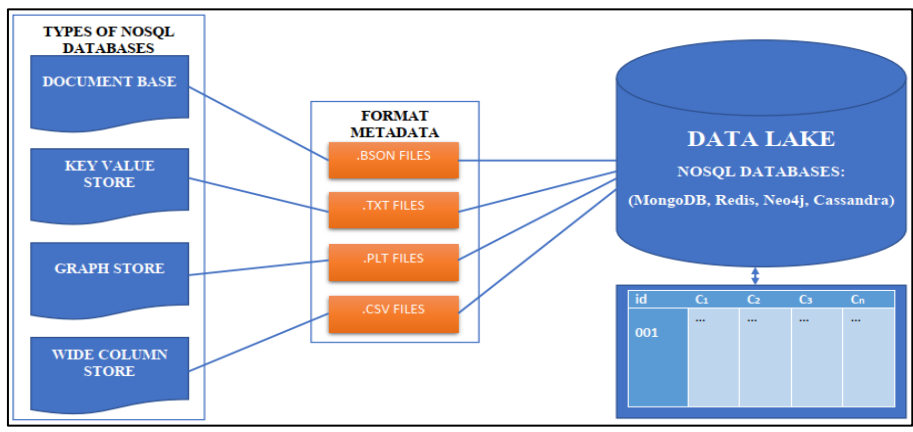 TYPES OF NOSQL
DATABASES
DOCUMENT BASE
KEY VALUE
STORE
GRAPH STORE
WIDE COLUMN
STORE
FORMAT
METADATA
.BSON FILES
.TXT FILES
.PLT FILES
.CSV FILES
DATA LAKE
NOSQL DATABASES:
(MongoDB, Redis, Neo4j, Cassandra)
id C₁ C₂ C₃ Cₙ
... ... ... ...
001